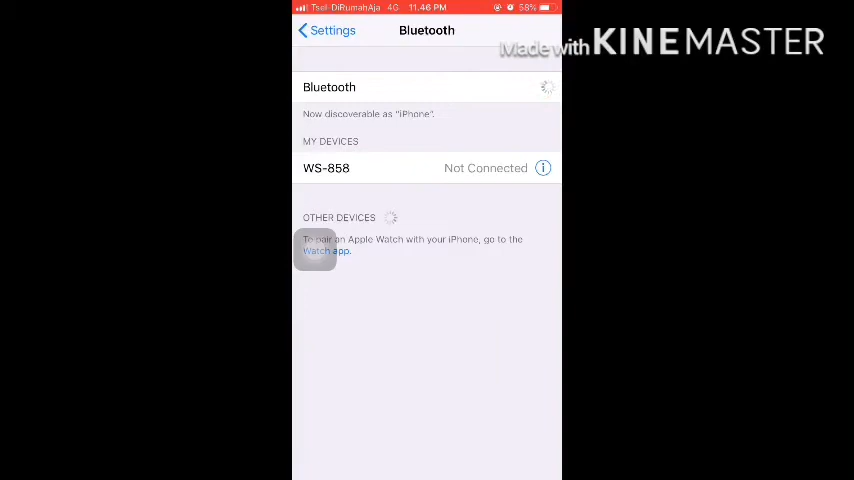 Tsel-DiRumahAja 4G 11.46 PM 58%
Settings Bluetooth
Made with KINEMASTER
Bluetooth
Now discoverable as "iPhone".
MY DEVICES
WS-858 Not Connected
OTHER DEVICES
To pair an Apple Watch with your iPhone, go to the
Watch app.